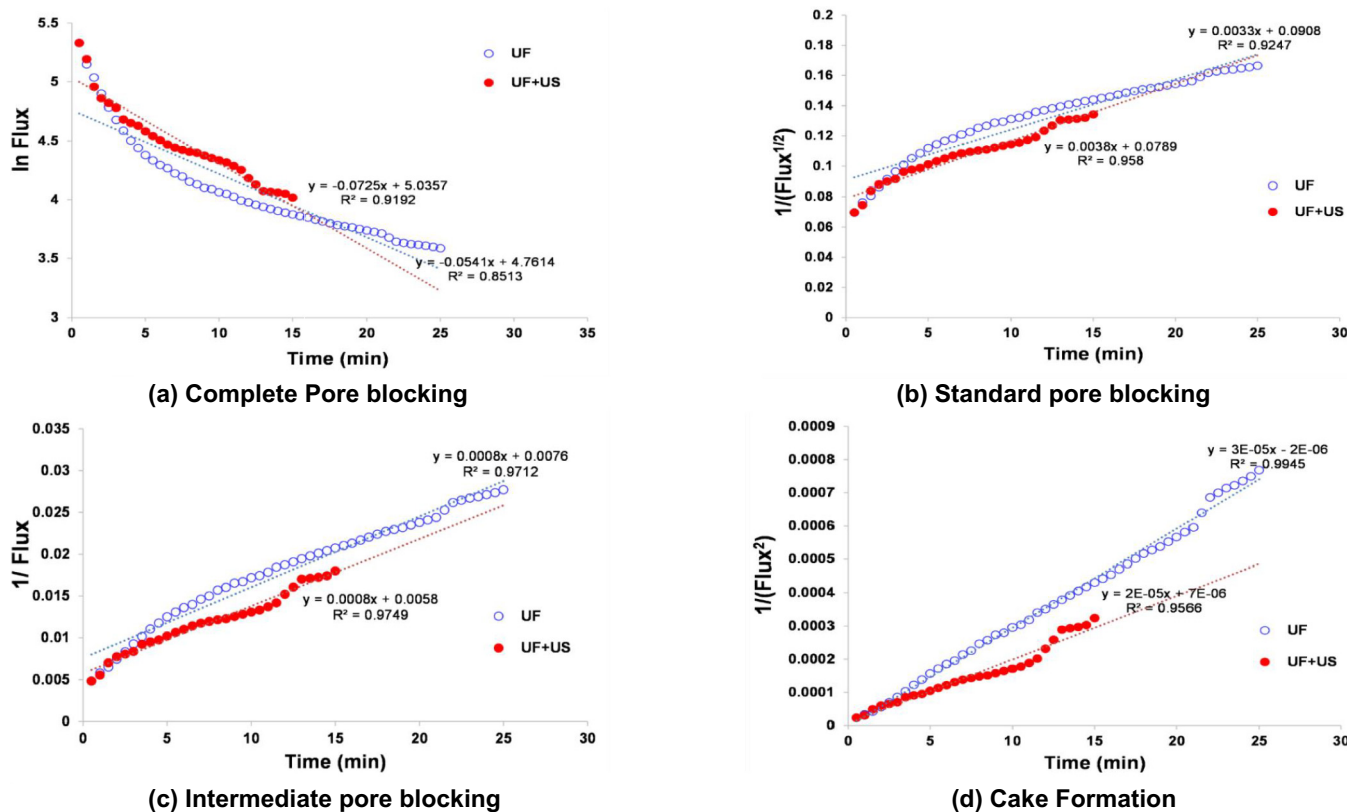 5.5
5
4.5
4
3.5
3
ln Flux
UF
UF+US
y = -0.0725x + 5.0357
R² = 0.9192
y = -0.0541x + 4.7614
R² = 0.8513
0 5 10 15 20 25 30 35
Time (min)
(a) Complete Pore blocking
0.2
0.18
0.16
0.14
0.12
0.1
0.08
0.06
0.04
0.02
0
1/(Flux¹/²)
y = 0.0033x + 0.0908
R² = 0.9247
y = 0.0038x + 0.0789
R² = 0.958
UF
UF+US
0 5 10 15 20 25 30
Time (min)
(b) Standard pore blocking
0.035
0.03
0.025
0.02
0.015
0.01
0.005
0
1/ Flux
y = 0.0008x + 0.0076
R² = 0.9712
y = 0.0008x + 0.0058
R² = 0.9749
UF
UF+US
0 5 10 15 20 25 30
Time (min)
(c) Intermediate pore blocking
0.0009
0.0008
0.0007
0.0006
0.0005
0.0004
0.0003
0.0002
0.0001
0
1/(Flux²)
y = 3E-05x - 2E-06
R² = 0.9945
y = 2E-05x + 7E-06
R² = 0.9566
UF
UF+US
0 5 10 15 20 25 30
Time (min)
(d) Cake Formation